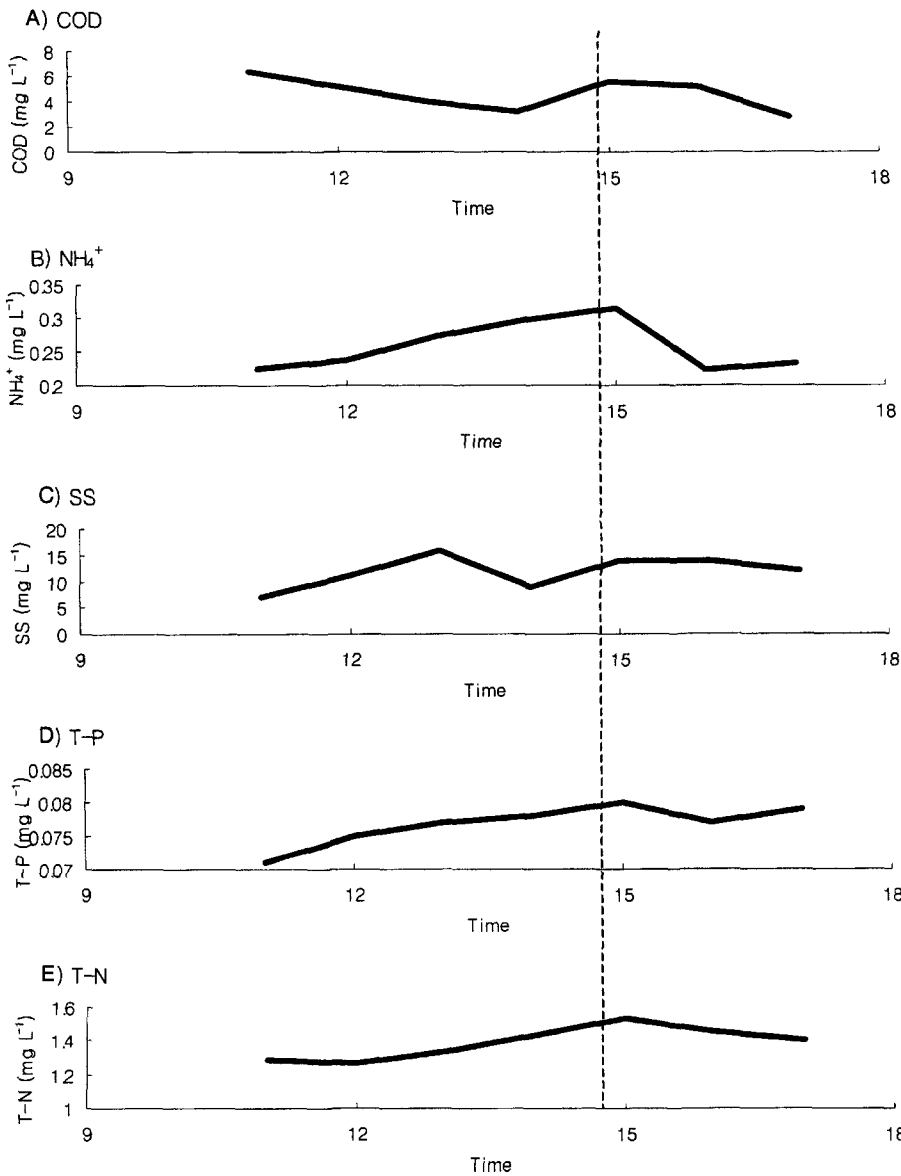 A) COD
COD (mg L⁻¹)
8
6
4
2
0
9 12 15 18
Time
B) NH₄⁺
NH₄⁺ (mg L⁻¹)
0.35
0.3
0.25
0.2
9 12 15 18
Time
C) SS
SS (mg L⁻¹)
20
15
10
5
0
9 12 15 18
Time
D) T-P
T-P (mg L⁻¹)
0.085
0.08
0.075
0.07
9 12 15 18
Time
E) T-N
T-N (mg L⁻¹)
1.6
1.4
1.2
1
9 12 15 18
Time